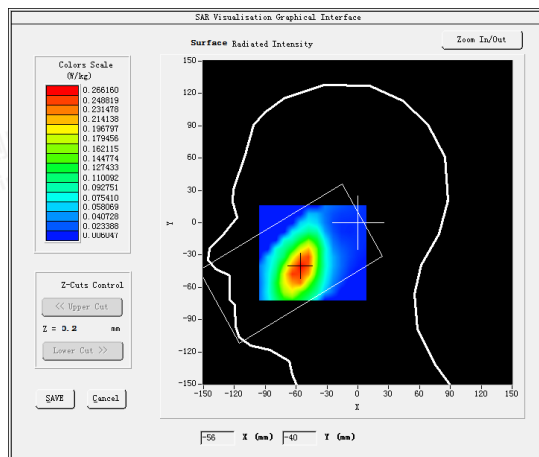 SAR Visualisation Graphical Interface
Surface Radiated Intensity
Zoom In/Out
Colors Scale
(W/kg)
0.266160
0.248819
0.231478
0.214138
0.196797
0.179456
0.162115
0.144774
0.127433
0.110092
0.092751
0.075410
0.058069
0.040728
0.023388
0.006047
Z-Cuts Control
<< Upper Cut
Z = 3.2 mm
Lower Cut >>
SAVE
Cancel
150
120
90
60
30
0
-30
-60
-90
-120
-150
Y
-150 -120 -90 -60 -30 0 30 60 90 120 150
X
-56 X (mm) -40 Y (mm)